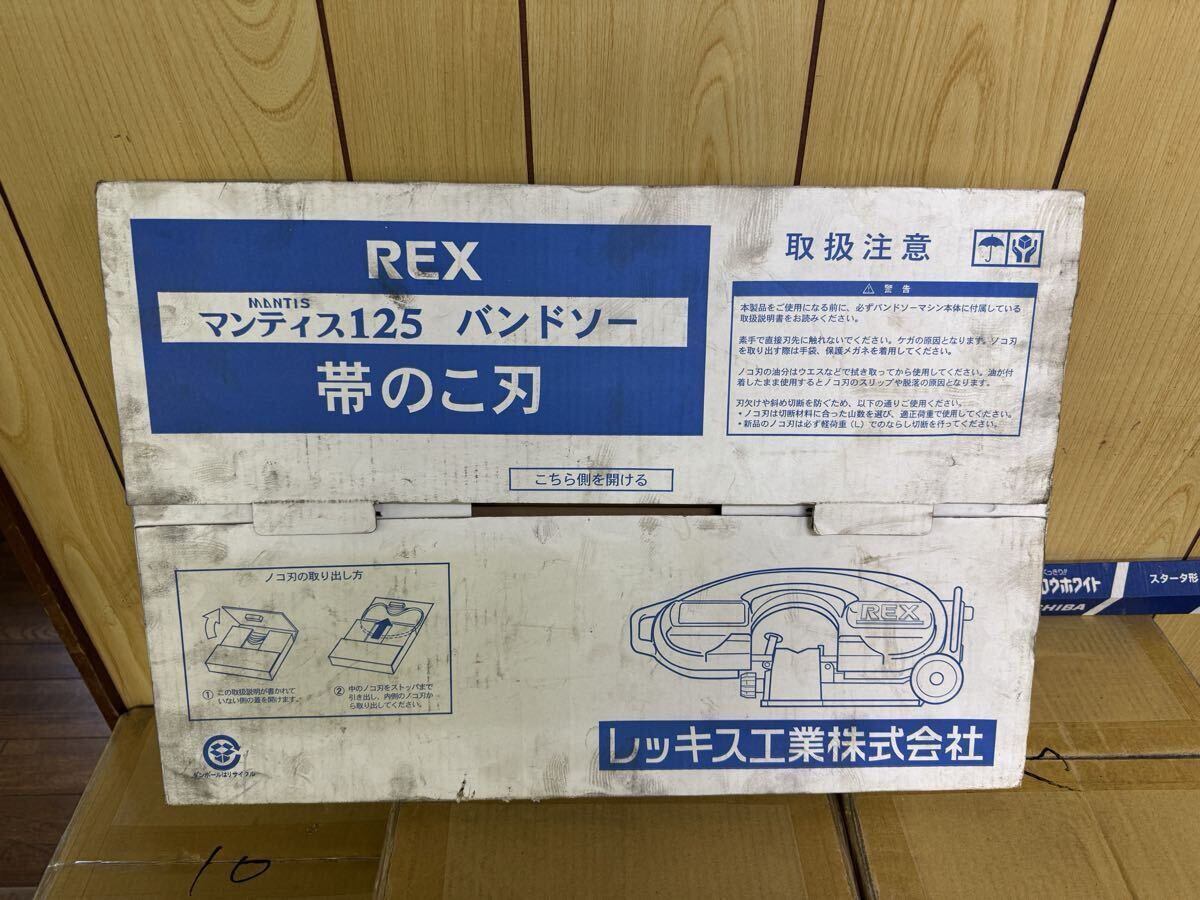 REX
MANTIS
マンティス125 バンドソー
帯のこ刃
取扱注意
⚠ 警告
本製品をご使用になる前に、必ずバンドソーマシン本体に付属している
取扱説明書をお読みください。
素手で直接刃先に触れないでください。ケガの原因となります。ソコ刃
を取り出す際は手袋、保護メガネを着用してください。
ノコ刃の油分はウエスなどで拭き取ってから使用してください。油が付
着したまま使用するとノコ刃のスリップや脱落の原因となります。
刃欠けや斜め切断を防ぐため、以下の通りご使用ください。
・ノコ刃は切断材料に合った山数を選び、適正荷重で使用してください。
・新品のノコ刃は必ず軽荷重（L）でのならし切断を行ってください。
こちら側を開ける
ノコ刃の取り出し方
① この取扱説明が書かれて
いない側の蓋を開けます。
② 中のノコ刃をストッパまで
引き出し、内側のノコ刃か
ら取り出してください。
REX
レッキス工業株式会社
ダンボールはリサイクル
ロウホワイト
スタータ形
HIBA
10